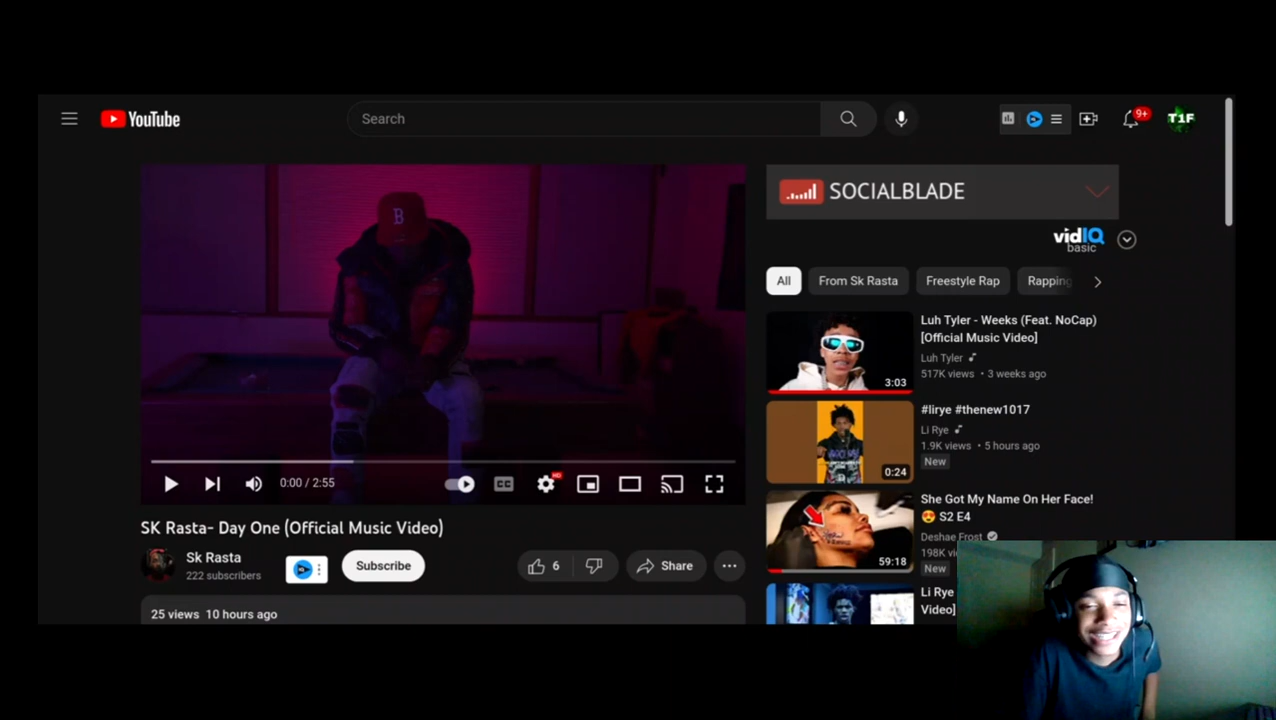 YouTube
Search
9+
T1F
B
SOCIALBLADE
vidIQ
basic
All
From Sk Rasta
Freestyle Rap
Rapping
Luh Tyler - Weeks (Feat. NoCap)
[Official Music Video]
Luh Tyler
517K views • 3 weeks ago
3:03
#lirye #thenew1017
Li Rye
1.9K views • 5 hours ago
New
0:24
She Got My Name On Her Face!
😍 S2 E4
Deshae Frost
198K
New
59:18
Li Rye
Video]
0:00 / 2:55
CC
HD
SK Rasta- Day One (Official Music Video)
Sk Rasta
222 subscribers
Subscribe
6
Share
25 views 10 hours ago